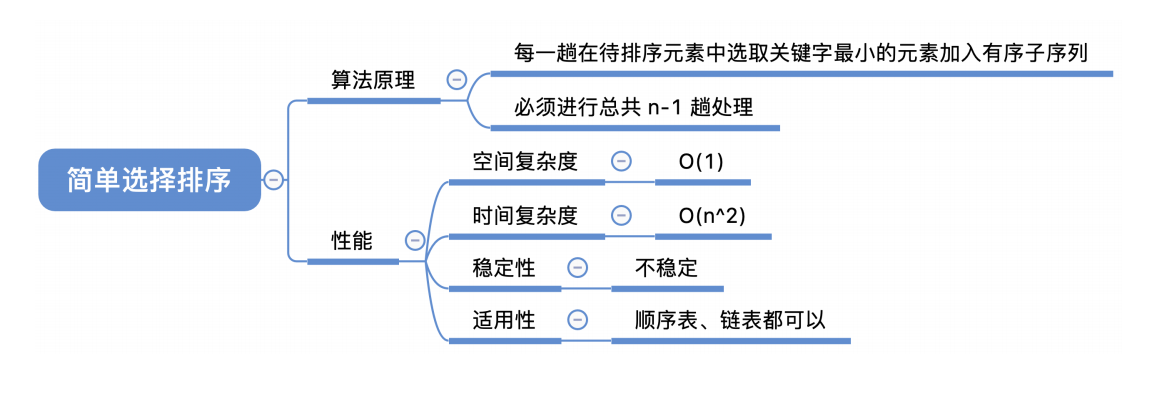 简单选择排序
算法原理
每一趟在待排序元素中选取关键字最小的元素加入有序子序列
必须进行总共 n-1 趟处理
性能
空间复杂度
O(1)
时间复杂度
O(n^2)
稳定性
不稳定
适用性
顺序表、链表都可以